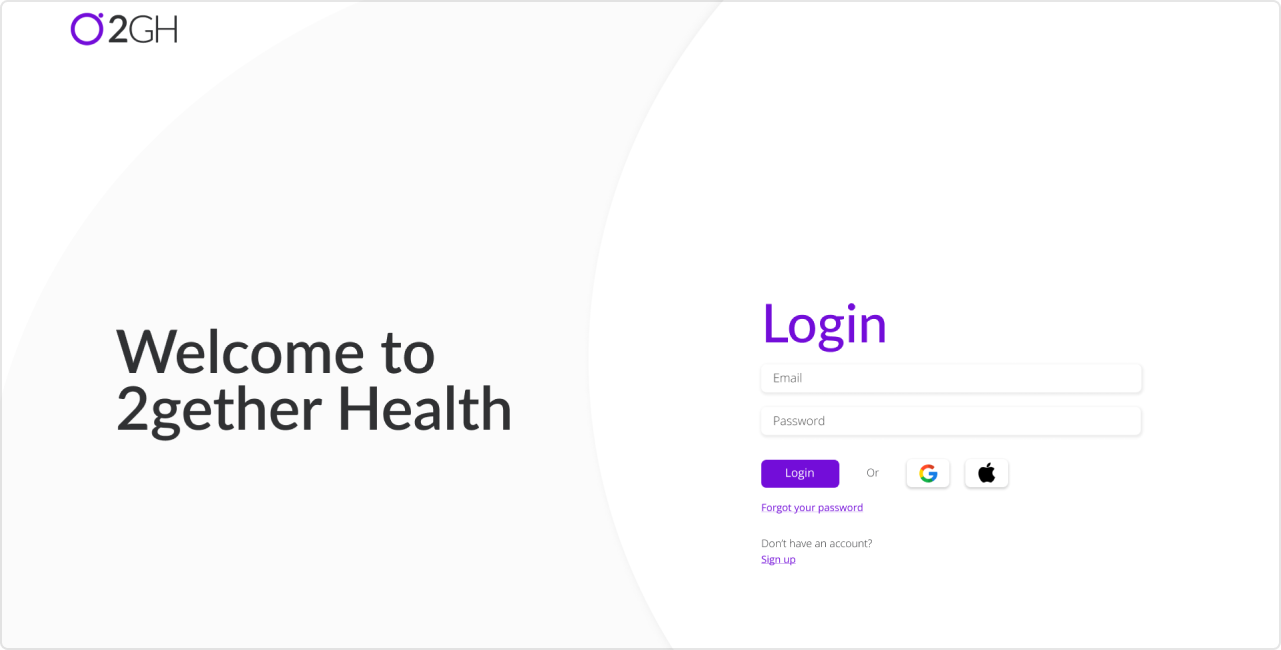 2GH
Welcome to
2gether Health
Login
Email
Password
Login
Or
Forgot your password
Don't have an account?
Sign up